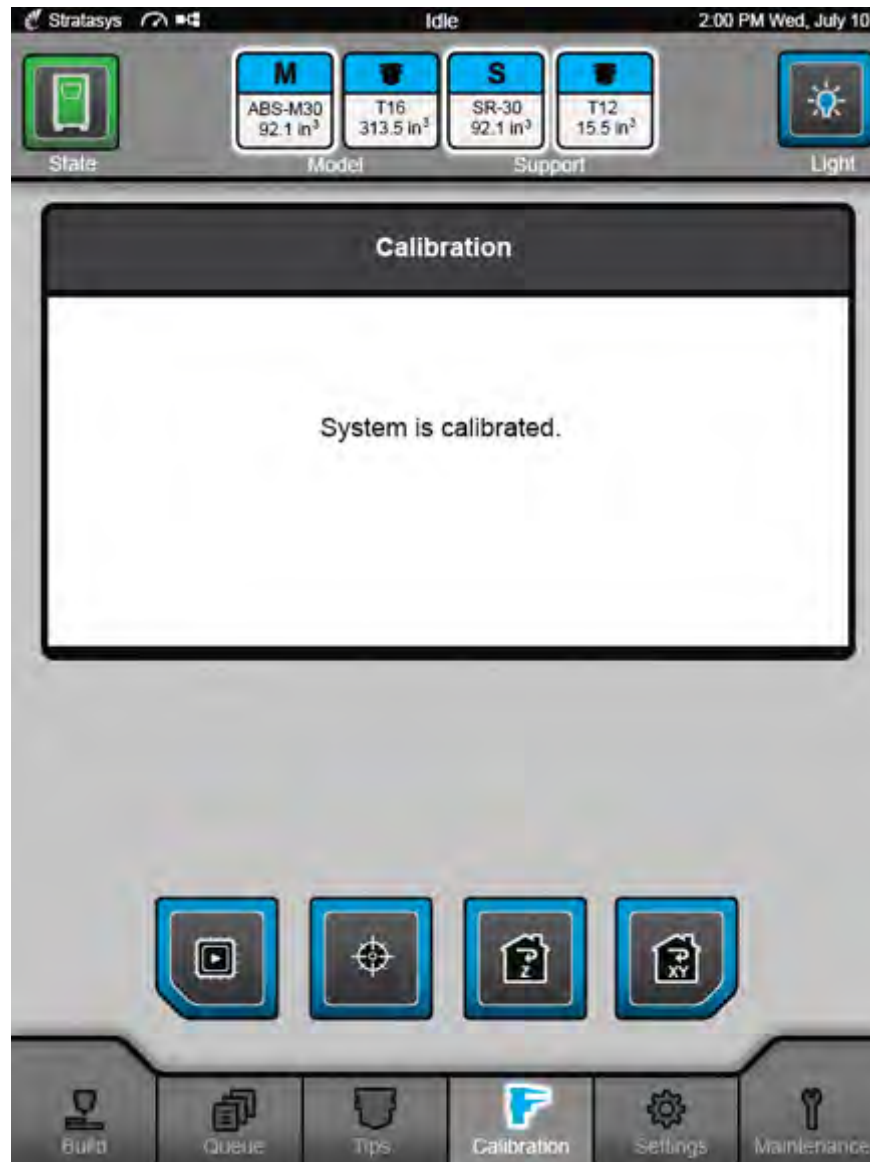 Stratasys Idle 2:00 PM Wed, July 10
M S
ABS-M30 T16 SR-30 T12
92.1 in³ 313.5 in³ 92.1 in³ 15.5 in³
State Model Support Light
Calibration
System is calibrated.
Z XY
Build Queue Tips Calibration Settings Maintenance